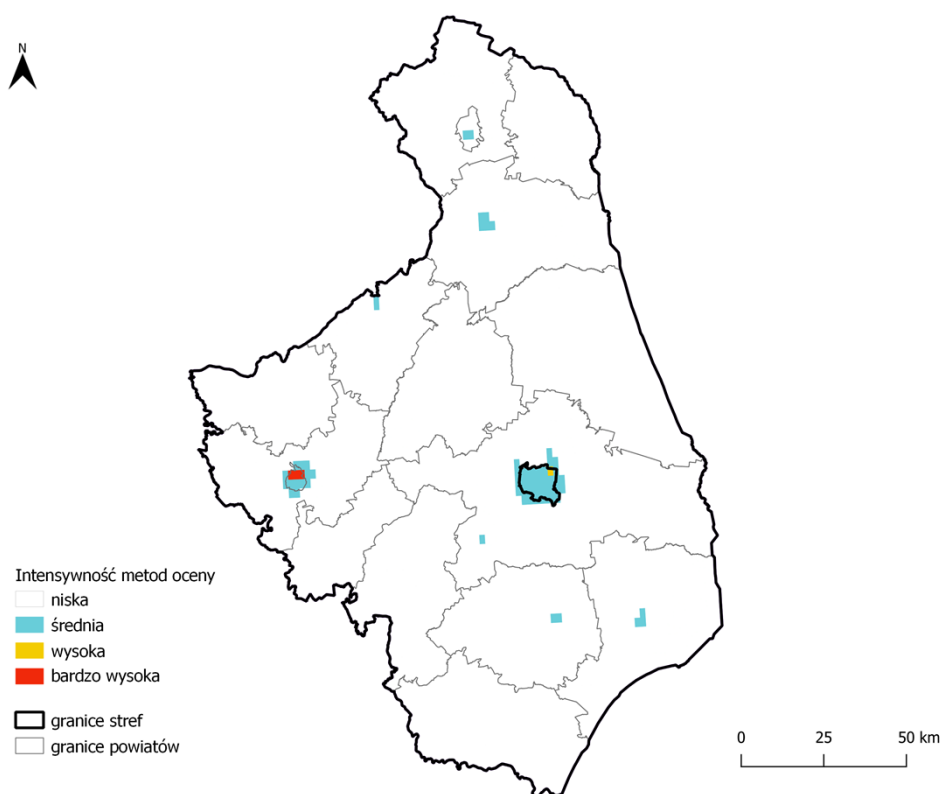 N
Intensywność metod oceny
niska
średnia
wysoka
bardzo wysoka
granice stref
granice powiatów
0 25 50 km